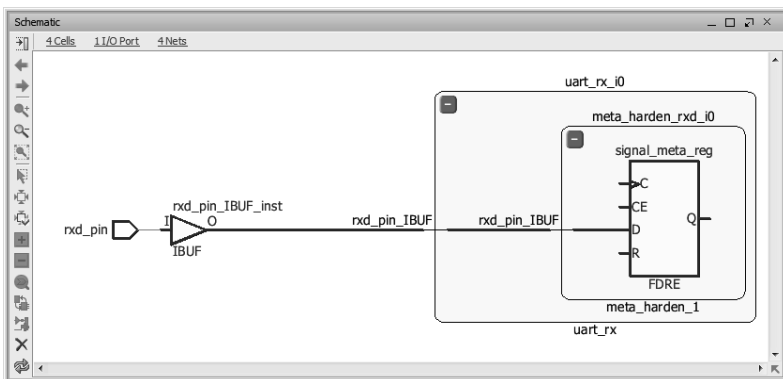 Schematic
4 Cells 1 I/O Port 4 Nets
uart_rx_i0
meta_harden_rxd_i0
signal_meta_reg
C
CE
rxd_pin_IBUF_inst
I O rxd_pin_IBUF rxd_pin_IBUF D Q
rxd_pin
IBUF
R
FDRE
meta_harden_1
uart_rx